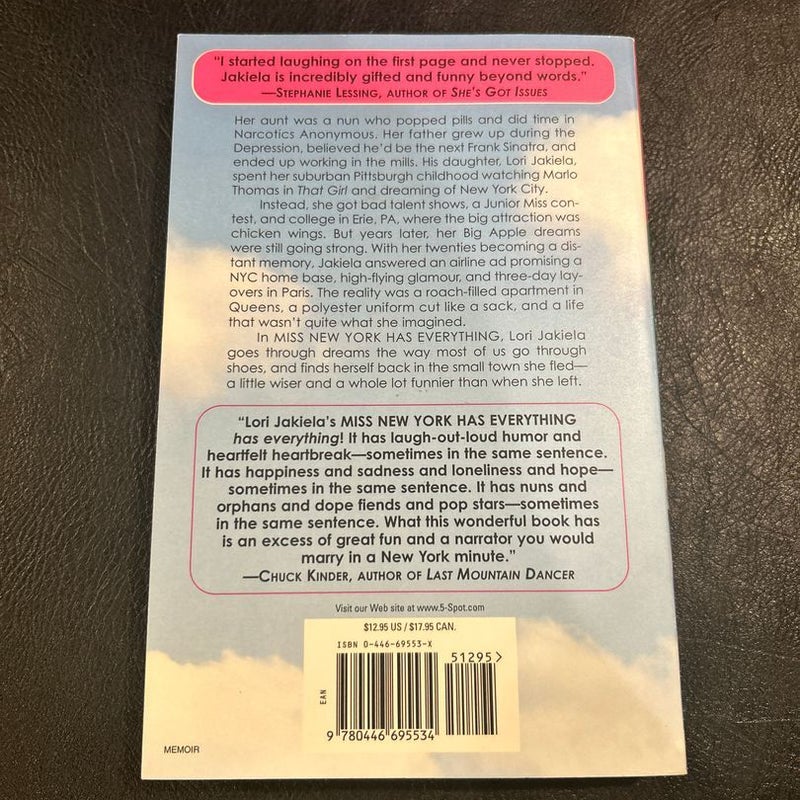 “I started laughing on the first page and never stopped.
Jakiela is incredibly gifted and funny beyond words.”
—Stephanie Lessing, author of She's Got Issues
Her aunt was a nun who popped pills and did time in
Narcotics Anonymous. Her father grew up during the
Depression, believed he'd be the next Frank Sinatra, and
ended up working in the mills. His daughter, Lori Jakiela,
spent her suburban Pittsburgh childhood watching Marlo
Thomas in That Girl and dreaming of New York City.
Instead, she got bad talent shows, a Junior Miss con-
test, and college in Erie, PA, where the big attraction was
chicken wings. But years later, her Big Apple dreams
were still going strong. With her twenties becoming a dis-
tant memory, Jakiela answered an airline ad promising a
NYC home base, high-flying glamour, and three-day lay-
overs in Paris. The reality was a roach-filled apartment in
Queens, a polyester uniform cut like a sack, and a life
that wasn't quite what she imagined.
In MISS NEW YORK HAS EVERYTHING, Lori Jakiela
goes through dreams the way most of us go through
shoes, and finds herself back in the small town she fled—
a little wiser and a whole lot funnier than when she left.
“Lori Jakiela's MISS NEW YORK HAS EVERYTHING
has everything! It has laugh-out-loud humor and
heartfelt heartbreak—sometimes in the same sentence.
It has happiness and sadness and loneliness and hope—
sometimes in the same sentence. It has nuns and
orphans and dope fiends and pop stars—sometimes
in the same sentence. What this wonderful book has
is an excess of great fun and a narrator you would
marry in a New York minute.”
—Chuck Kinder, author of Last Mountain Dancer
Visit our Web site at www.5-Spot.com
$12.95 US / $17.95 CAN.
ISBN 0-446-69553-X
51295>
EAN
9 780446 695534
MEMOIR